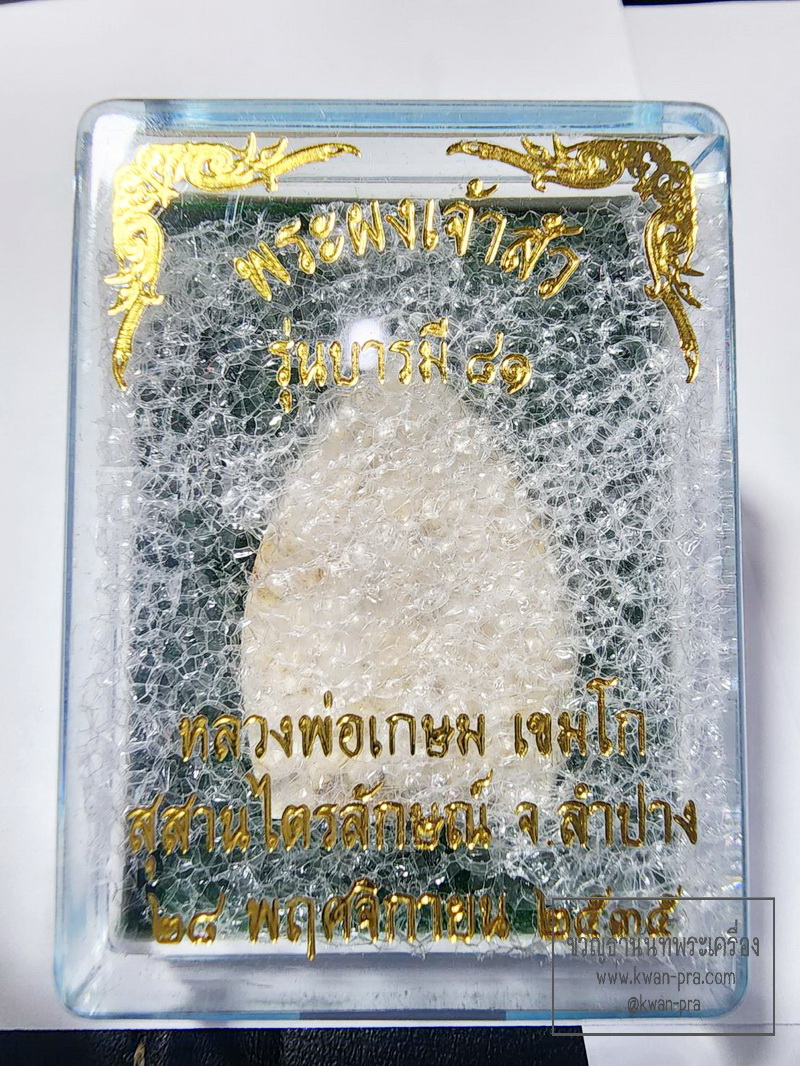 พระผงเจ้าสัว
รุ่นบารมี ๘๑
หลวงพ่อเกษม เขมโก
สุสานไตรลักษณ์ จ.ลำปาง
๒๘ พฤศจิกายน ๒๕๓๕
ขวัญธานนท์พระเครื่อง
www.kwan-pra.com
@kwan-pra